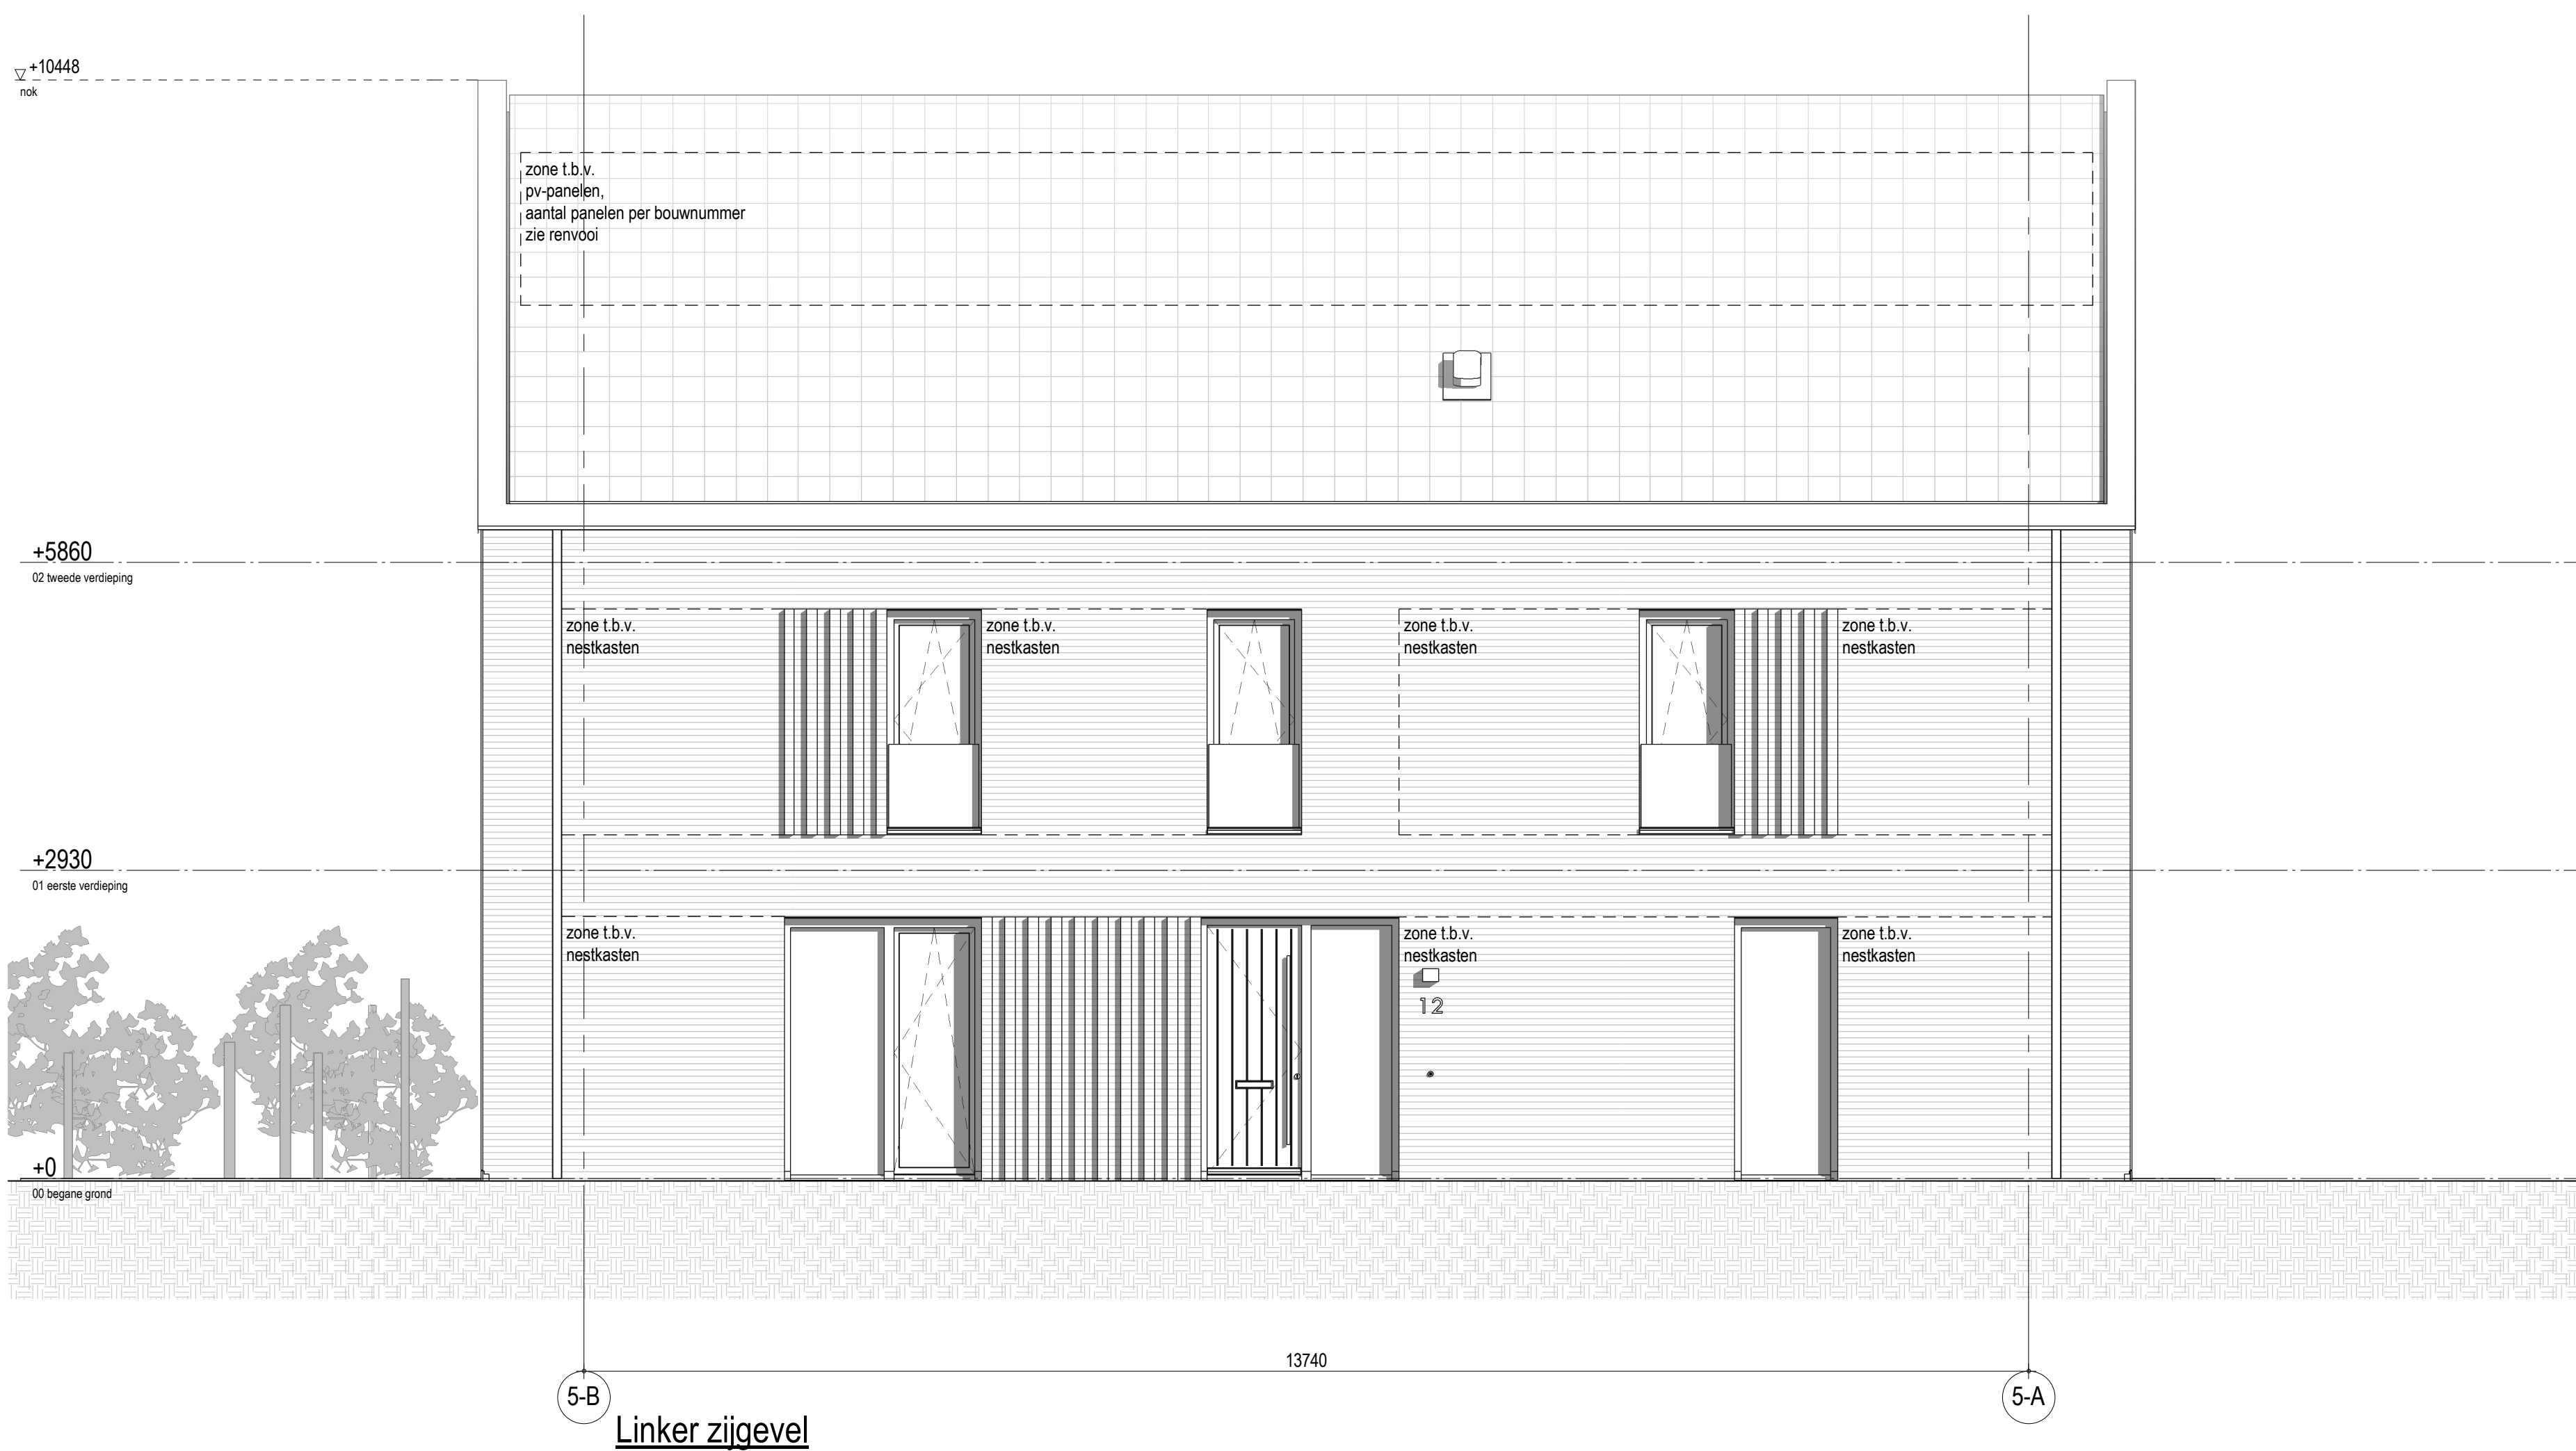 +10448
nok
zone t.b.v.
pv-panelen,
aantal panelen per bouwnummer
zie renvooi
+5860
02 tweede verdieping
zone t.b.v.
nestkasten
zone t.b.v.
nestkasten
zone t.b.v.
nestkasten
zone t.b.v.
nestkasten
+2930
01 eerste verdieping
zone t.b.v.
nestkasten
zone t.b.v.
nestkasten
zone t.b.v.
nestkasten
12
+0
00 begane grond
13740
5-B
5-A
Linker zijgevel